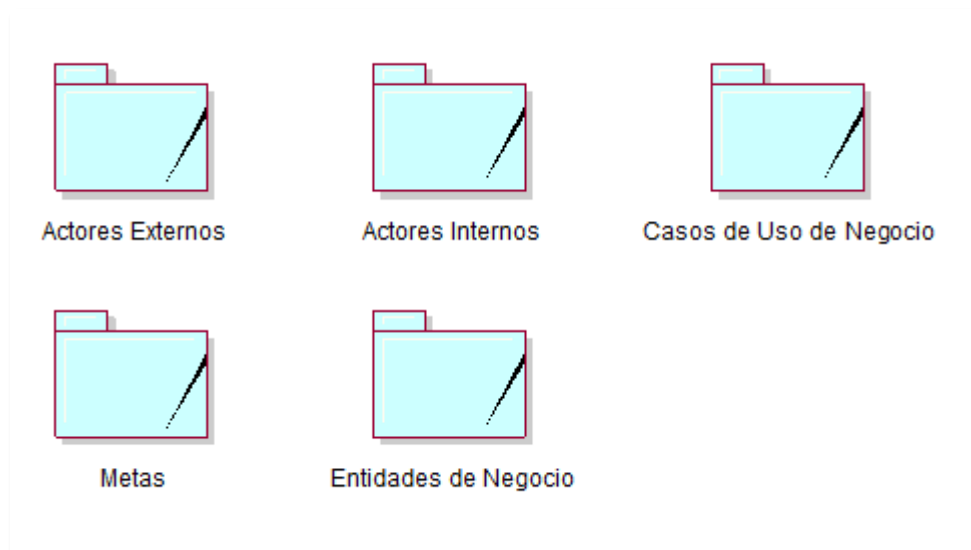 Actores Externos
Actores Internos
Casos de Uso de Negocio
Metas
Entidades de Negocio